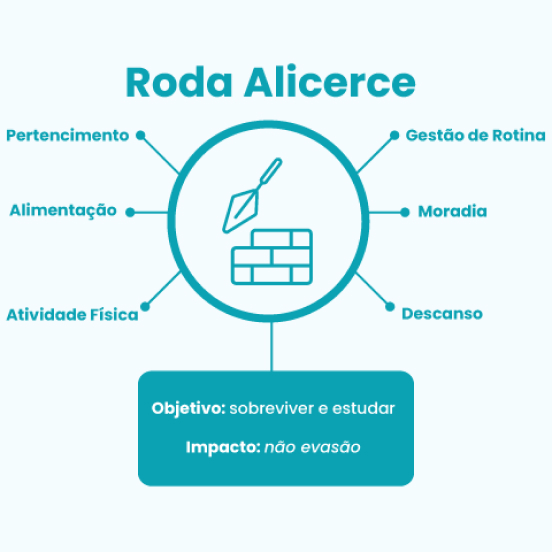 Roda Alicerce
Pertencimento
Gestão de Rotina
Alimentação
Moradia
Atividade Física
Descanso
Objetivo: sobreviver e estudar
Impacto: não evasão